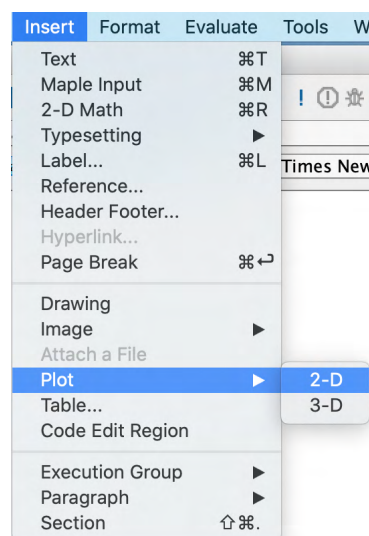 Insert Format Evaluate Tools W
Text ⌘T
Maple Input ⌘M
2-D Math ⌘R
Typesetting ▶
Label... ⌘L
Times New
Reference...
Header Footer...
Hyperlink...
Page Break ⌘↩
Drawing
Image ▶
Attach a File
Plot ▶ 2-D
Table... 3-D
Code Edit Region
Execution Group ▶
Paragraph ▶
Section ⇧⌘.